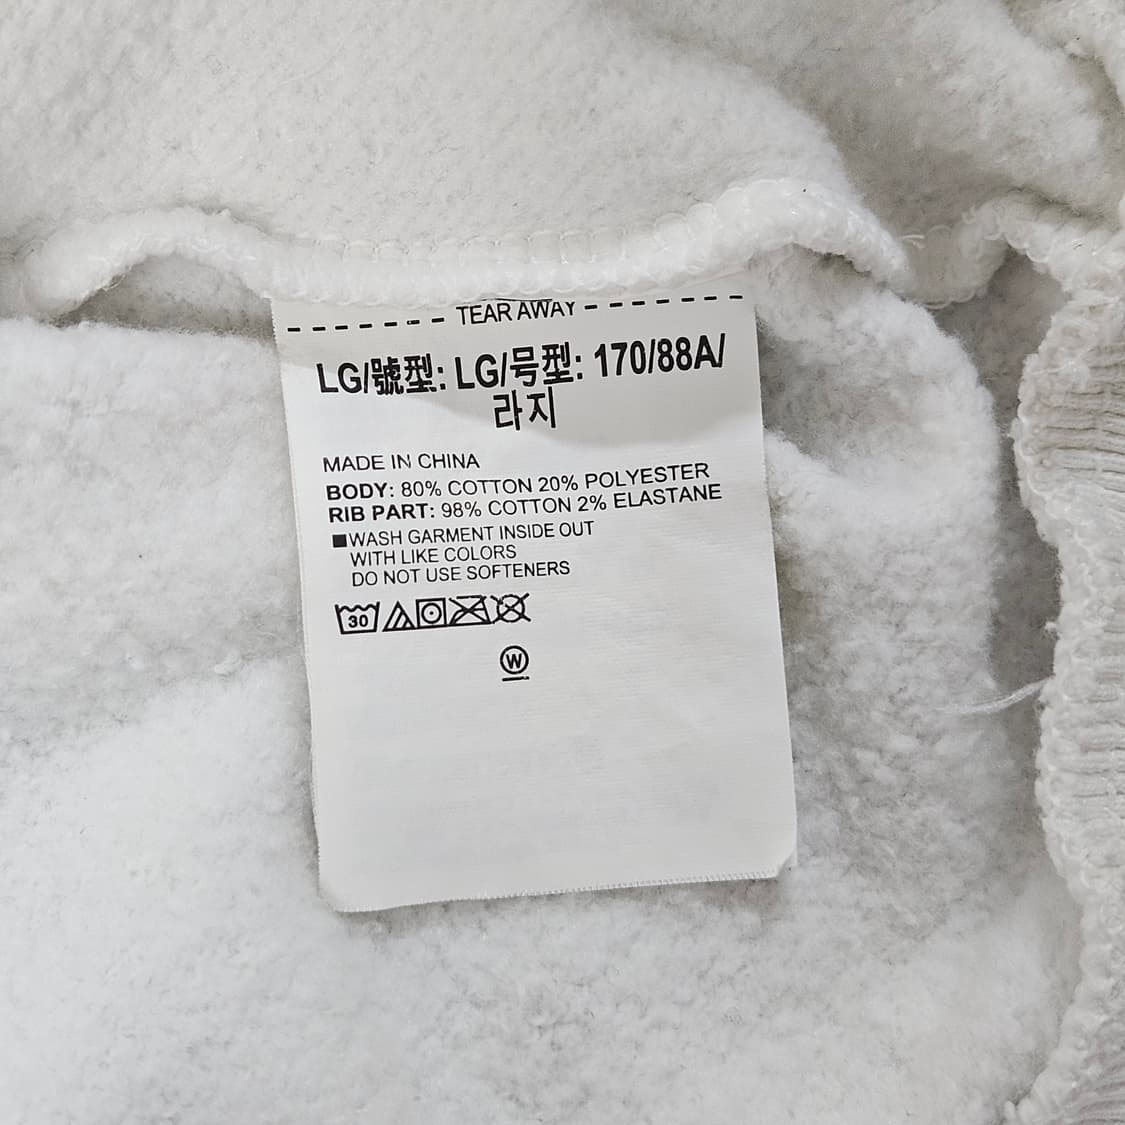 TEAR AWAY
LG/號型: LG/号型: 170/88A/
라지
MADE IN CHINA
BODY: 80% COTTON 20% POLYESTER
RIB PART: 98% COTTON 2% ELASTANE
■WASH GARMENT INSIDE OUT
WITH LIKE COLORS
DO NOT USE SOFTENERS
30
W